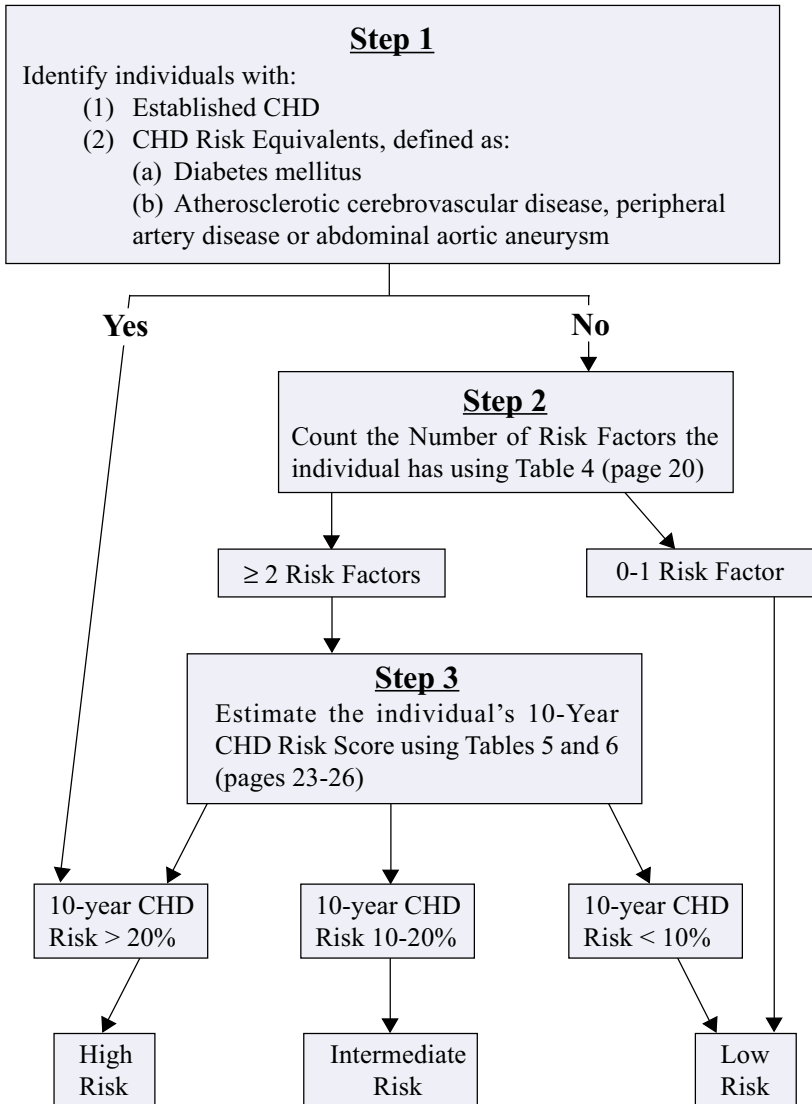 Step 1
Identify individuals with:
(1) Established CHD
(2) CHD Risk Equivalents, defined as:
(a) Diabetes mellitus
(b) Atherosclerotic cerebrovascular disease, peripheral
artery disease or abdominal aortic aneurysm
Yes
No
Step 2
Count the Number of Risk Factors the
individual has using Table 4 (page 20)
≥ 2 Risk Factors
0-1 Risk Factor
Step 3
Estimate the individual's 10-Year
CHD Risk Score using Tables 5 and 6
(pages 23-26)
10-year CHD
Risk > 20%
10-year CHD
Risk 10-20%
10-year CHD
Risk < 10%
High
Risk
Intermediate
Risk
Low
Risk